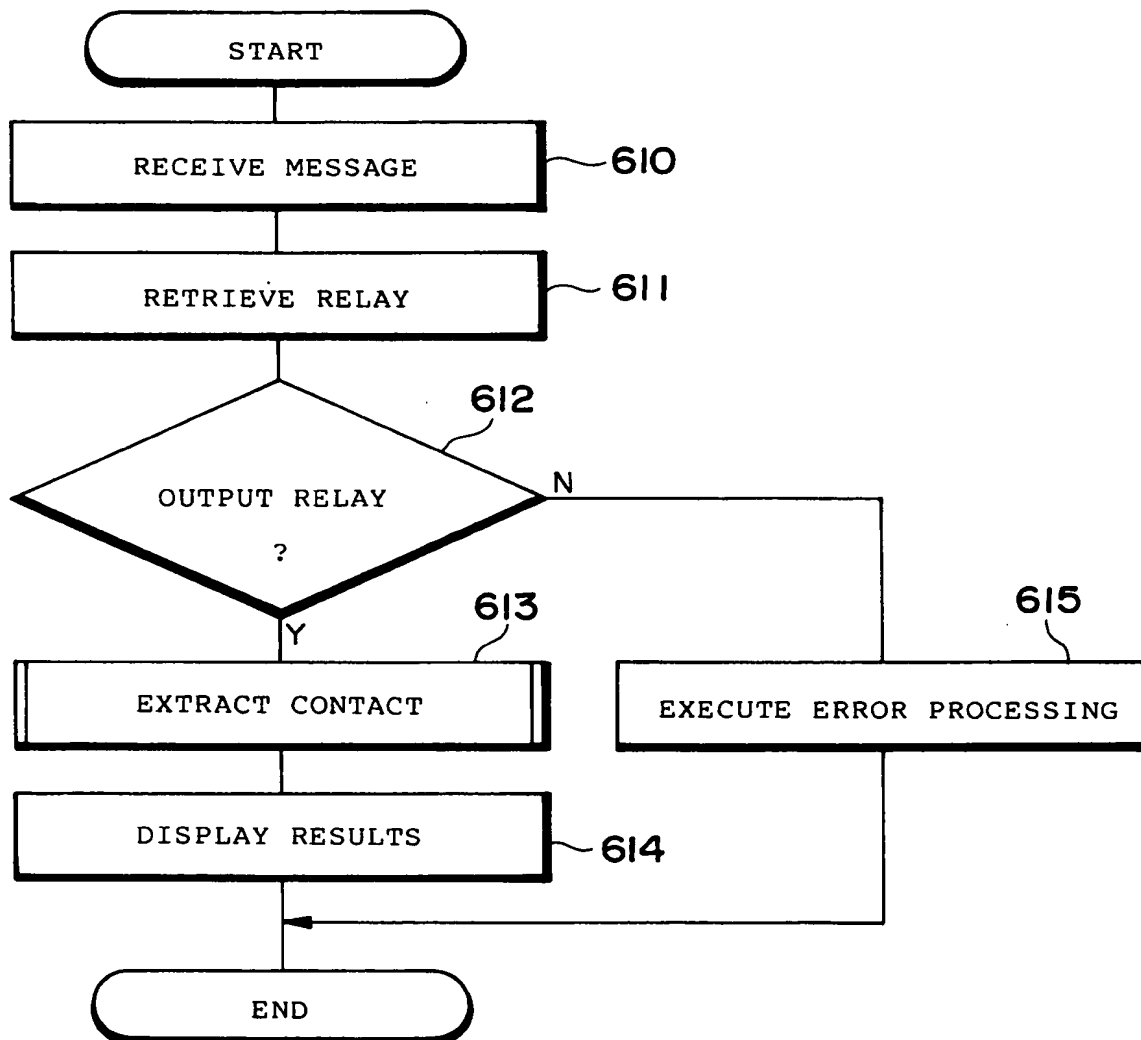 START
RECEIVE MESSAGE
610
RETRIEVE RELAY
611
612
OUTPUT RELAY
?
N
Y
613
615
EXTRACT CONTACT
EXECUTE ERROR PROCESSING
DISPLAY RESULTS
614
END